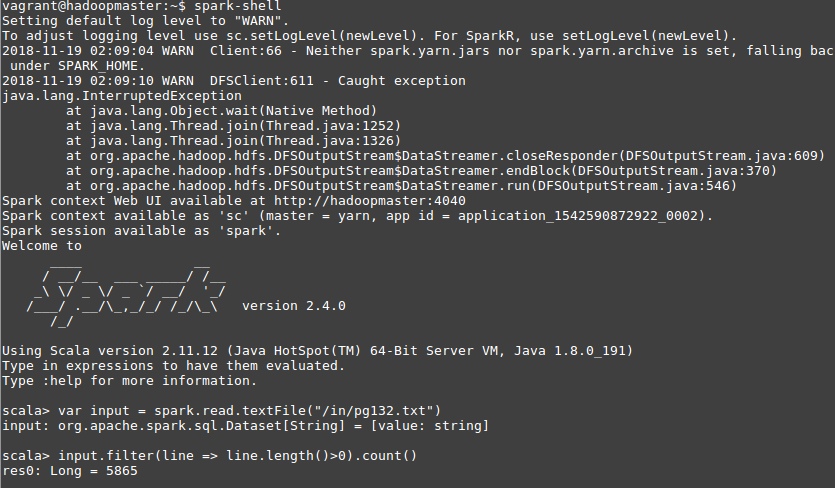 vagrant@hadoopmaster:~$ spark-shell
Setting default log level to "WARN".
To adjust logging level use sc.setLogLevel(newLevel). For SparkR, use setLogLevel(newLevel).
2018-11-19 02:09:04 WARN  Client:66 - Neither spark.yarn.jars nor spark.yarn.archive is set, falling bac
 under SPARK_HOME.
2018-11-19 02:09:10 WARN  DFSClient:611 - Caught exception
java.lang.InterruptedException
        at java.lang.Object.wait(Native Method)
        at java.lang.Thread.join(Thread.java:1252)
        at java.lang.Thread.join(Thread.java:1326)
        at org.apache.hadoop.hdfs.DFSOutputStream$DataStreamer.closeResponder(DFSOutputStream.java:609)
        at org.apache.hadoop.hdfs.DFSOutputStream$DataStreamer.endBlock(DFSOutputStream.java:370)
        at org.apache.hadoop.hdfs.DFSOutputStream$DataStreamer.run(DFSOutputStream.java:546)
Spark context Web UI available at http://hadoopmaster:4040
Spark context available as 'sc' (master = yarn, app id = application_1542590872922_0002).
Spark session available as 'spark'.
Welcome to
      ____              __
     / __/__  ___ _____/ /__
    _\ \/ _ \/ _ `/ __/  '_/
   /___/ .__/\_,_/_/ /_/\_\   version 2.4.0
      /_/

Using Scala version 2.11.12 (Java HotSpot(TM) 64-Bit Server VM, Java 1.8.0_191)
Type in expressions to have them evaluated.
Type :help for more information.

scala> var input = spark.read.textFile("/in/pg132.txt")
input: org.apache.spark.sql.Dataset[String] = [value: string]

scala> input.filter(line => line.length()>0).count()
res0: Long = 5865